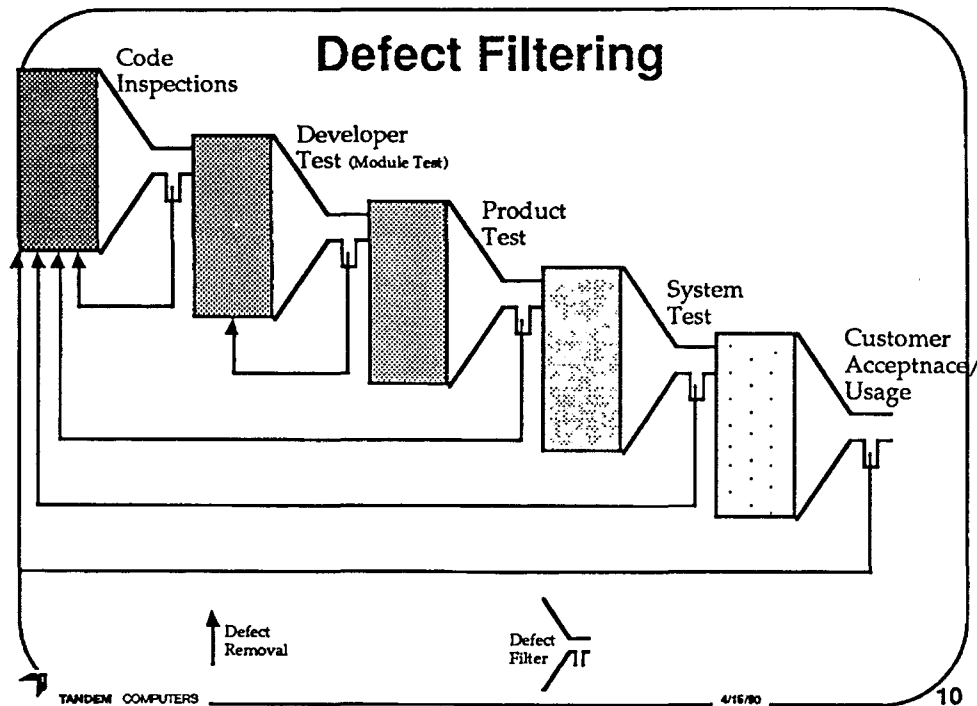 Defect Filtering
Code
Inspections
Developer
Test (Module Test)
Product
Test
System
Test
Customer
Acceptnace/
Usage
Defect
Removal
Defect
Filter
TANDEM COMPUTERS
4/16/90
10